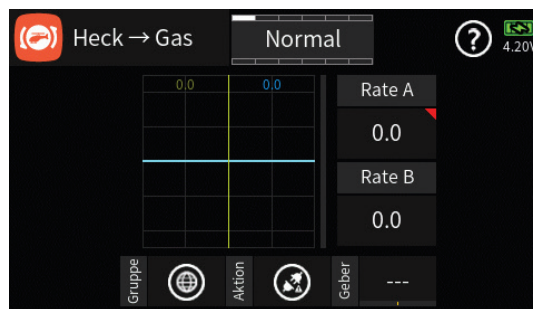 Heck → Gas
Normal
?
4.20V
0.0
0.0
Rate A
0.0
Rate B
0.0
Gruppe
Aktion
Geber
---